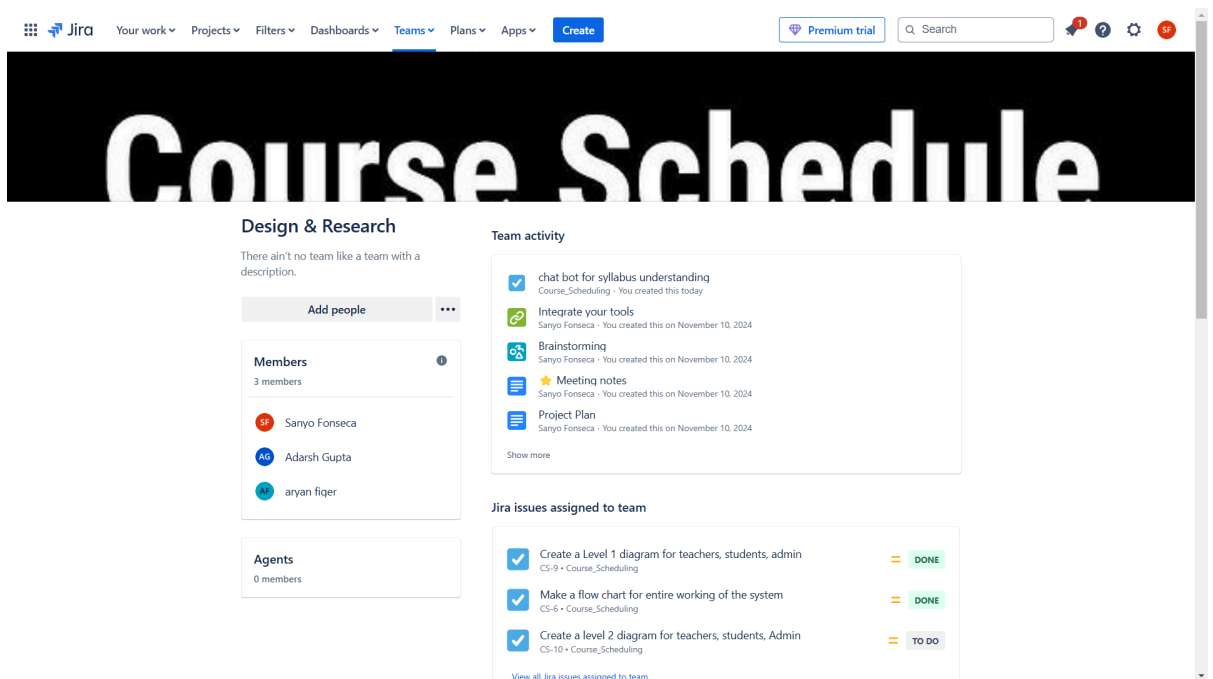 Jira
Your work
Projects
Filters
Dashboards
Teams
Plans
Apps
Create
Premium trial
Search
1
SF
Course Schedule
Design & Research
There ain't no team like a team with a
description.
Add people
Members
3 members
SF Sanyo Fonseca
AG Adarsh Gupta
AF aryan figer
Agents
0 members
Team activity
chat bot for syllabus understanding
Course_Scheduling · You created this today
Integrate your tools
Sanyo Fonseca · You created this on November 10, 2024
Brainstorming
Sanyo Fonseca · You created this on November 10, 2024
⭐ Meeting notes
Sanyo Fonseca · You created this on November 10, 2024
Project Plan
Sanyo Fonseca · You created this on November 10, 2024
Show more
Jira issues assigned to team
Create a Level 1 diagram for teachers, students, admin
CS-9 • Course_Scheduling
DONE
Make a flow chart for entire working of the system
CS-6 • Course_Scheduling
DONE
Create a level 2 diagram for teachers, students, Admin
CS-10 • Course_Scheduling
TO DO
View all Jira issues assigned to team